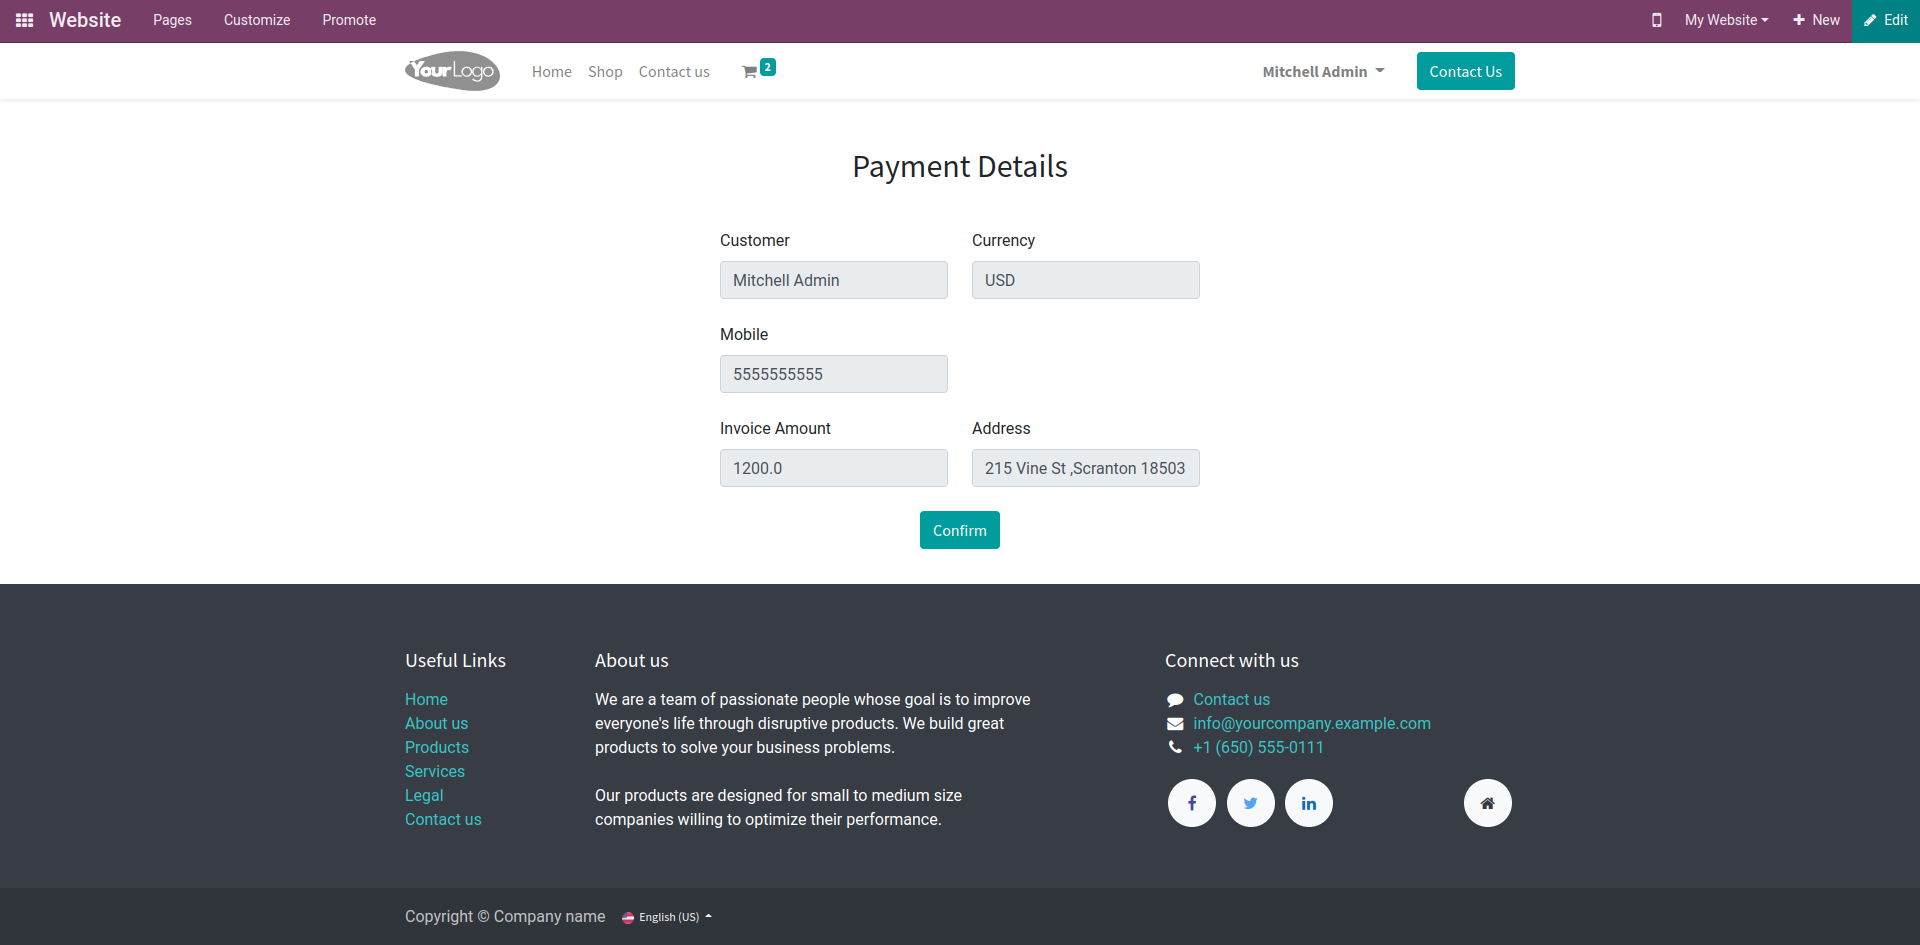 Website Pages Customize Promote My Website New Edit
YourLogo Home Shop Contact us 2 Mitchell Admin Contact Us
Payment Details
Customer Currency
Mitchell Admin USD
Mobile
5555555555
Invoice Amount Address
1200.0 215 Vine St ,Scranton 18503
Confirm
Useful Links
Home
About us
Products
Services
Legal
Contact us
About us
We are a team of passionate people whose goal is to improve
everyone's life through disruptive products. We build great
products to solve your business problems.
Our products are designed for small to medium size
companies willing to optimize their performance.
Connect with us
Contact us
info@yourcompany.example.com
+1 (650) 555-0111
Copyright © Company name English (US)